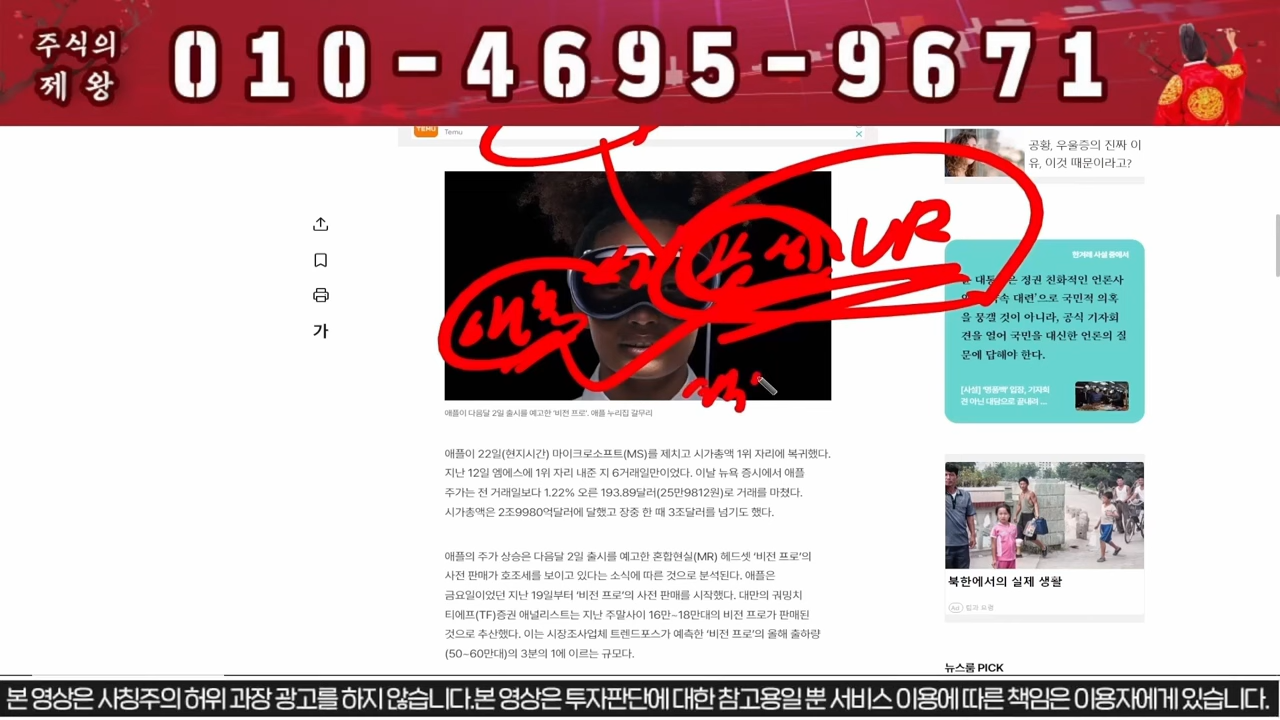 주식의
제 왕
010-4695-9671
TEMU
Temu
공황, 우울증의 진짜 이
유, 이것 때문이라고?
UP
애플
가
한겨레 사설 중에서
대통 은 정권 친화적인 언론사
속 대련'으로 국민적 의혹
을 뭉갤 것이 아니라, 공식 기자회
견을 열어 국민을 대신한 언론의 질
문에 답해야 한다.
[사설] '명품백' 입장, 기자회
견 아닌 대담으로 끝내려 ...
애플이 다음달 2일 출시를 예고한 '비전 프로'. 애플 누리집 갈무리
애플이 22일(현지시간) 마이크로소프트(MS)를 제치고 시가총액 1위 자리에 복귀했다.
지난 12일 엠에스에 1위 자리 내준 지 6거래일만이었다. 이날 뉴욕 증시에서 애플
주가는 전 거래일보다 1.22% 오른 193.89달러(25만9812원)로 거래를 마쳤다.
시가총액은 2조9980억달러에 달했고 장중 한 때 3조달러를 넘기도 했다.
애플의 주가 상승은 다음달 2일 출시를 예고한 혼합현실(MR) 헤드셋 '비전 프로'의
사전 판매가 호조세를 보이고 있다는 소식에 따른 것으로 분석된다. 애플은
금요일이었던 지난 19일부터 '비전 프로'의 사전 판매를 시작했다. 대만의 궈밍치
티에프(TF)증권 애널리스트는 지난 주말사이 16만~18만대의 비전 프로가 판매된
것으로 추산했다. 이는 시장조사업체 트렌드포스가 예측한 '비전 프로'의 올해 출하량
(50~60만대)의 3분의 1에 이르는 규모다.
북한에서의 실제 생활
Ad
뉴스룸 PICK
본 영상은 사칭주의 허위 과장 광고를 하지 않습니다.본 영상은 투자판단에 대한 참고용일 뿐 서비스 이용에 따른 책임은 이용자에게 있습니다.